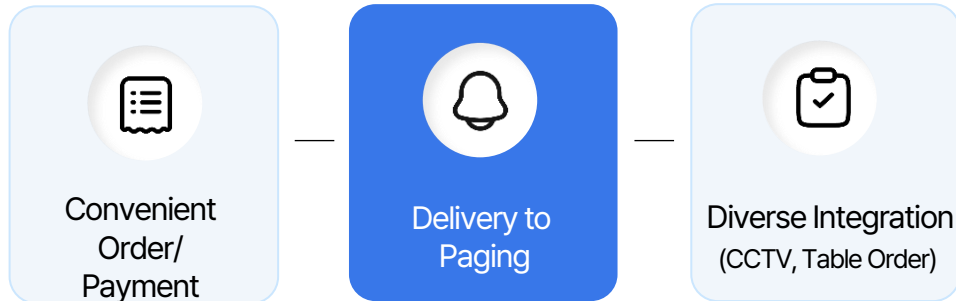 Convenient
Order/
Payment
Delivery to
Paging
Diverse Integration
(CCTV, Table Order)